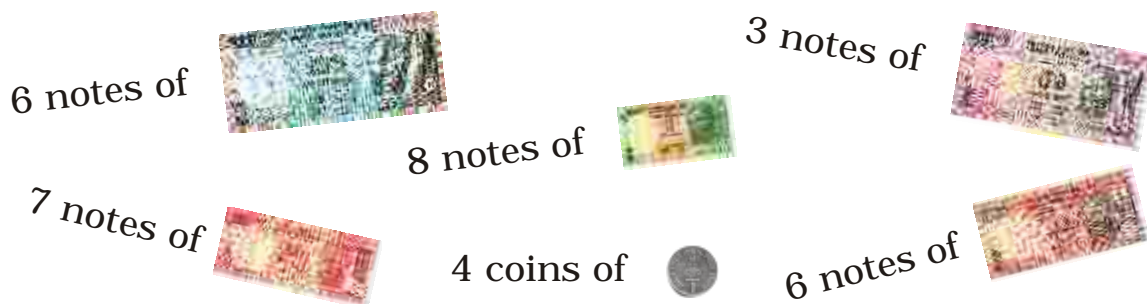 6 notes of
3 notes of
8 notes of
7 notes of
4 coins of
6 notes of